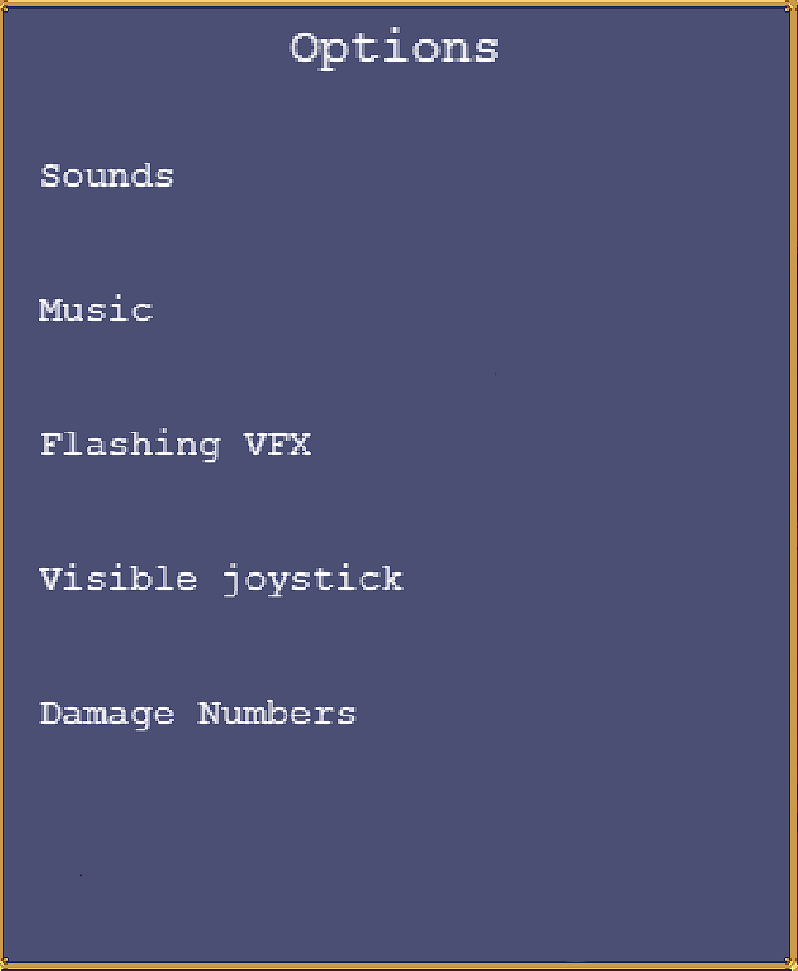 Options
Sounds
Music
Flashing VFX
Visible joystick
Damage Numbers